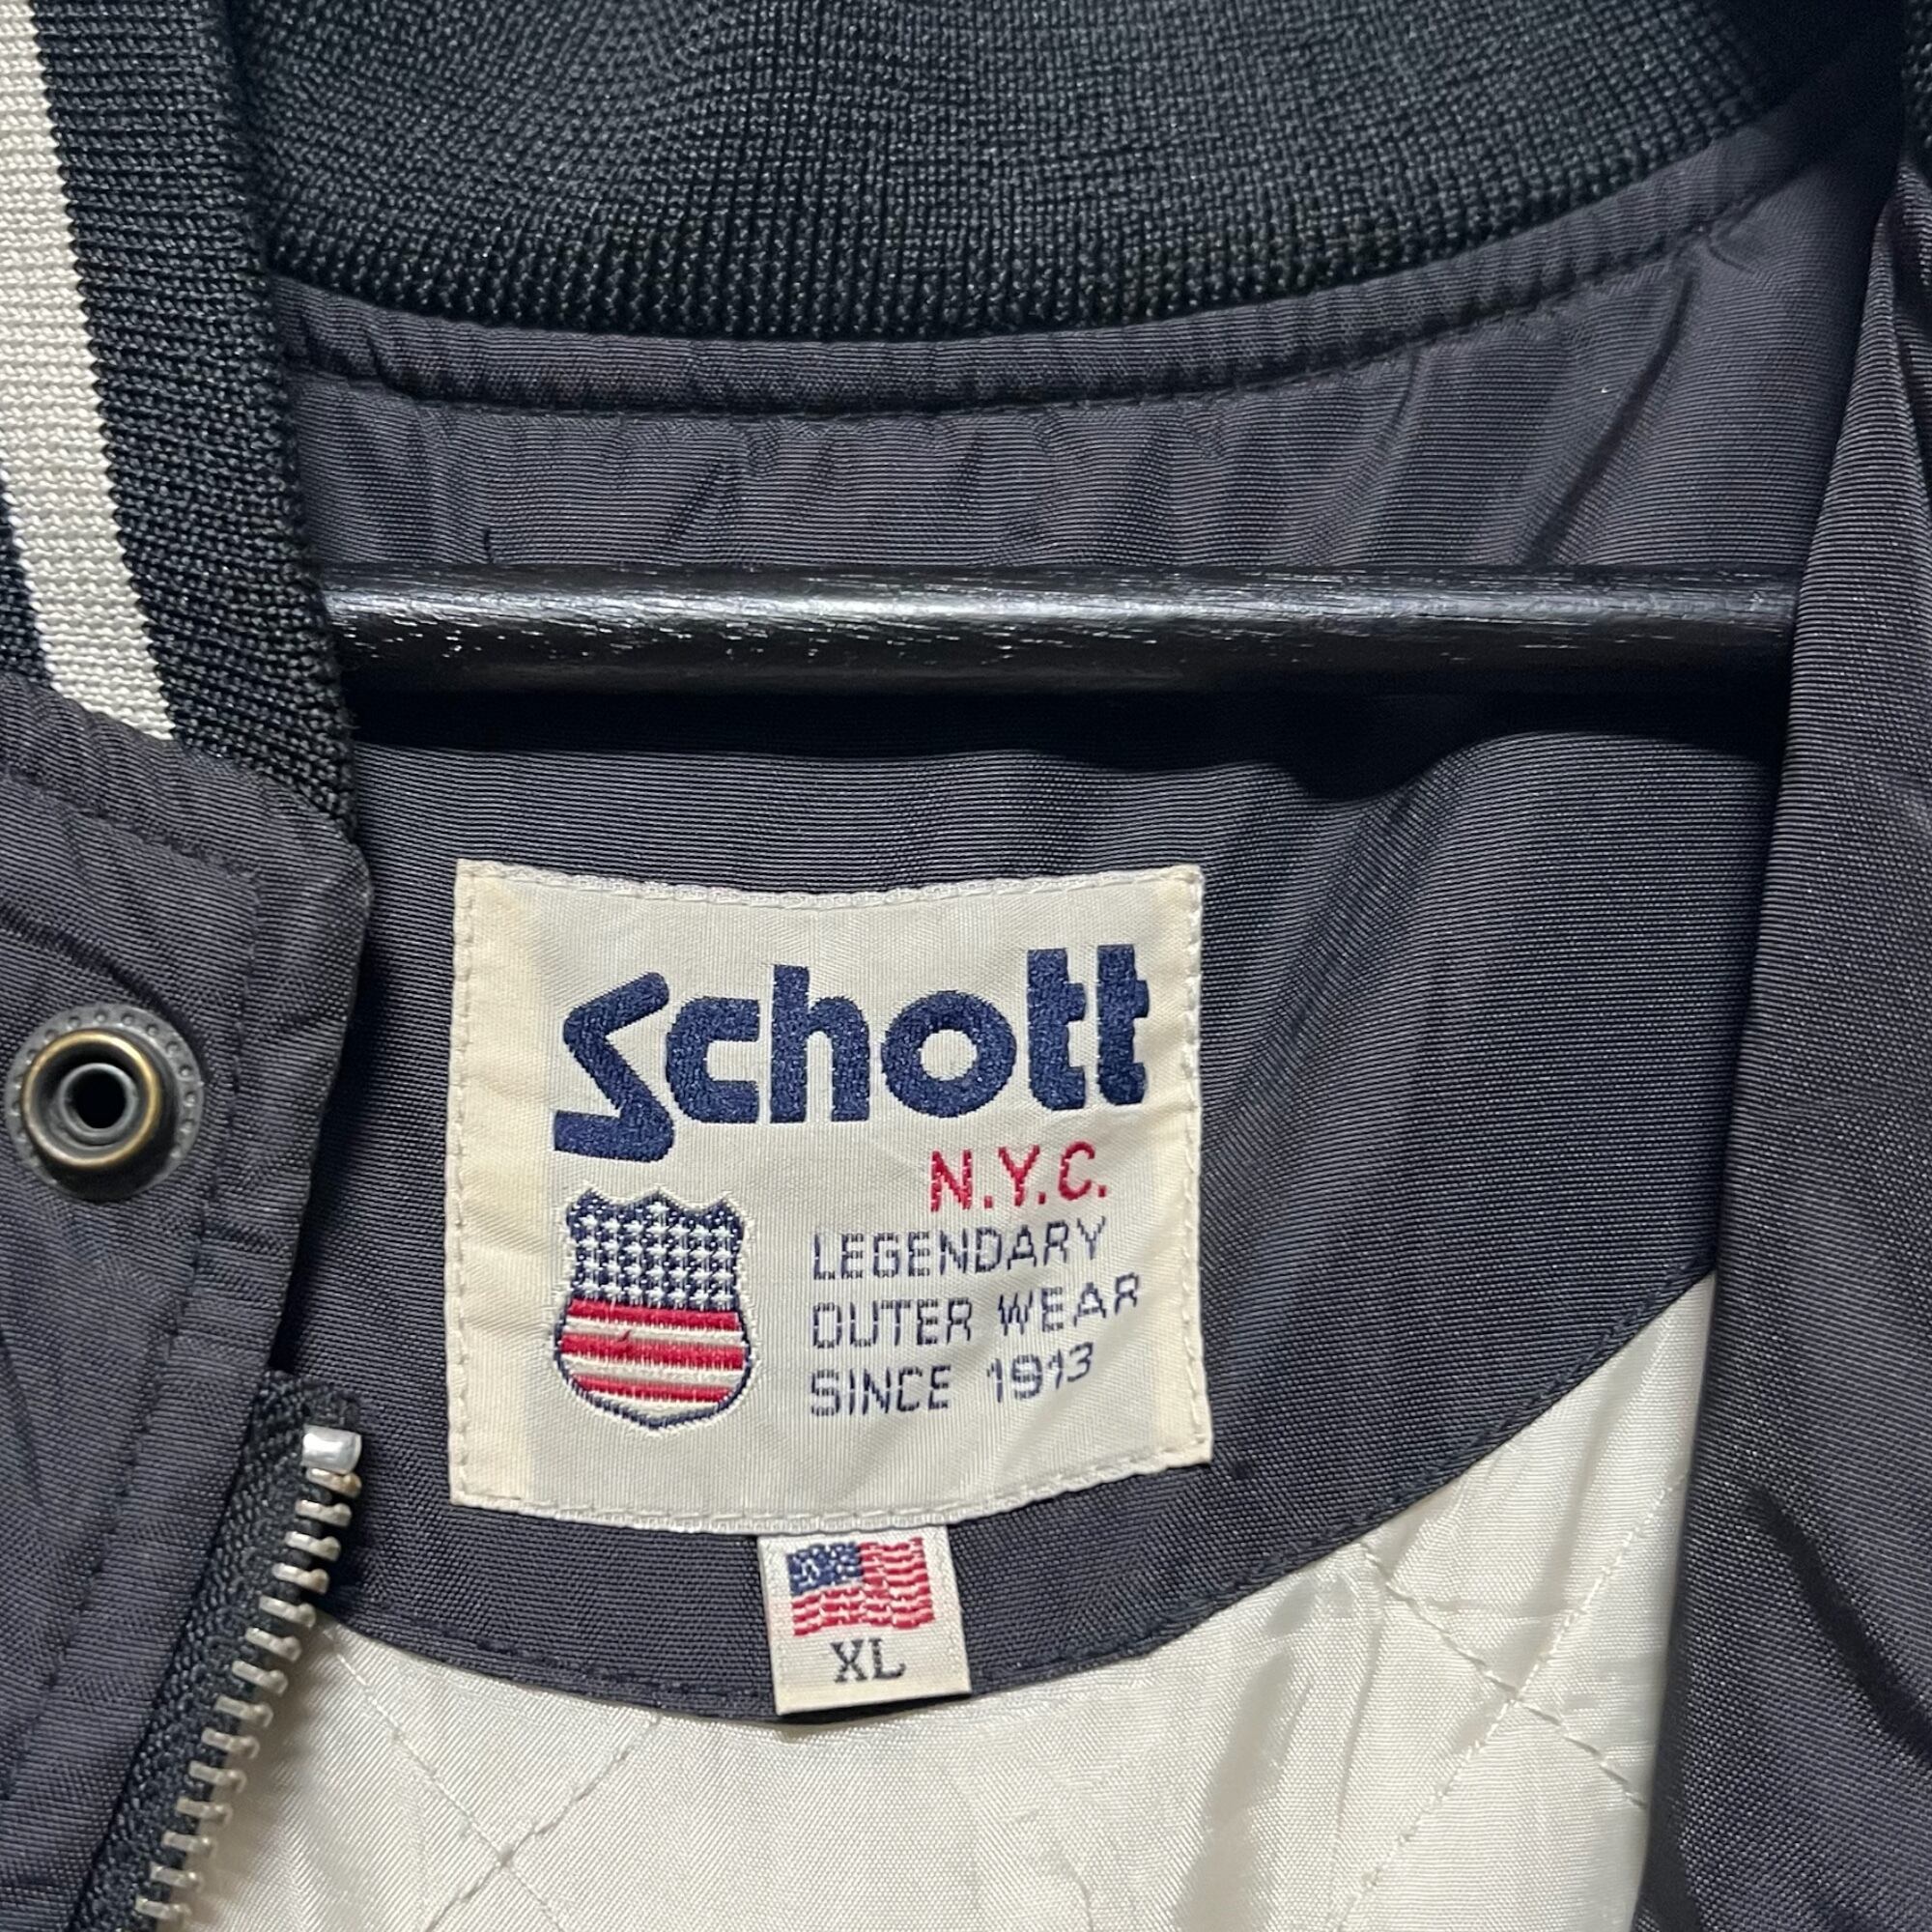 Schott
N.Y.C.
LEGENDARY
OUTER WEAR
SINCE 1913
XL